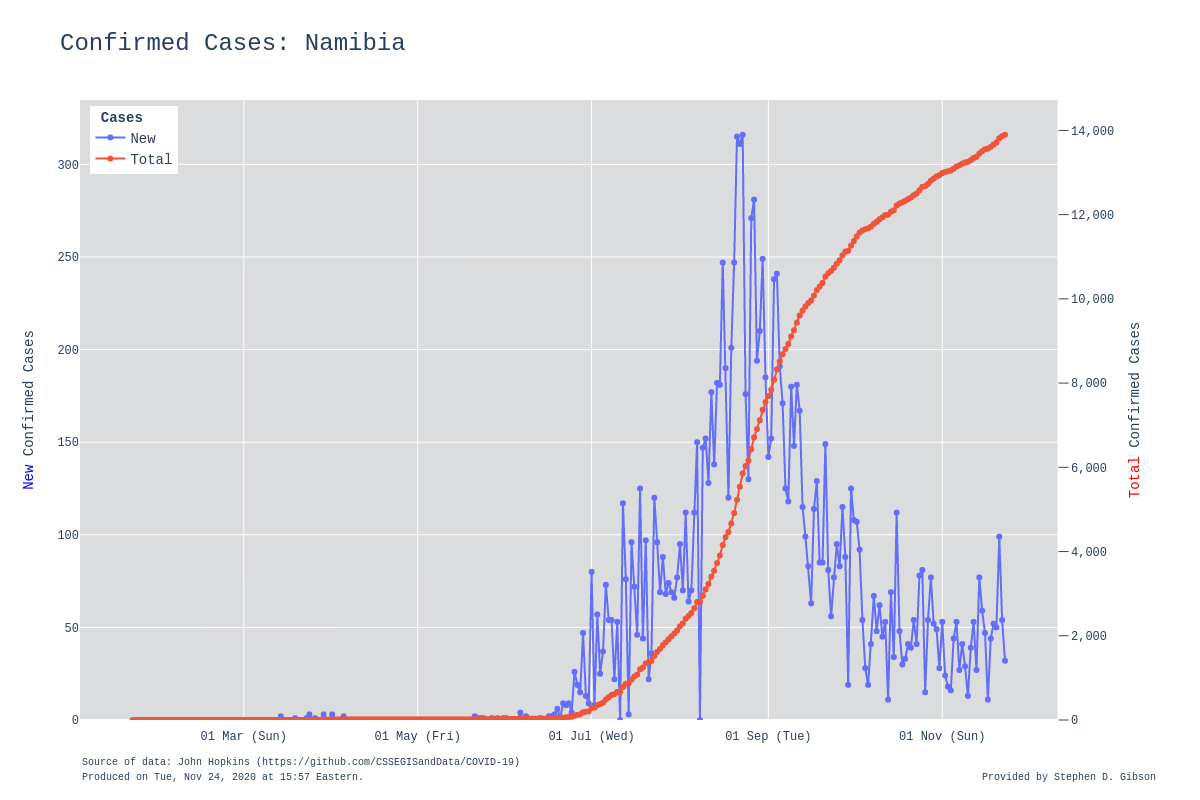 Confirmed Cases: Namibia
Cases
New
Total
300
250
200
150
100
50
0
New Confirmed Cases
14,000
12,000
10,000
8,000
6,000
4,000
2,000
0
Total Confirmed Cases
01 Mar (Sun) 01 May (Fri) 01 Jul (Wed) 01 Sep (Tue) 01 Nov (Sun)
Source of data: John Hopkins (https://github.com/CSSEGISandData/COVID-19)
Produced on Tue, Nov 24, 2020 at 15:57 Eastern.
Provided by Stephen D. Gibson